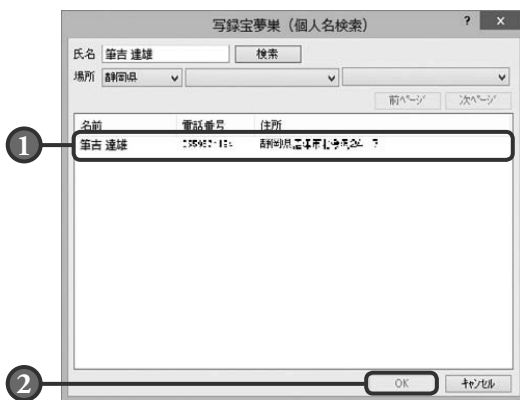 写録宝夢巣（個人名検索） ? x
氏名 筆吉 達雄 検索
場所 静岡県
前ページ 次ページ
名前 電話番号 住所
1
筆吉 達雄 静岡県
2
OK キャンセル